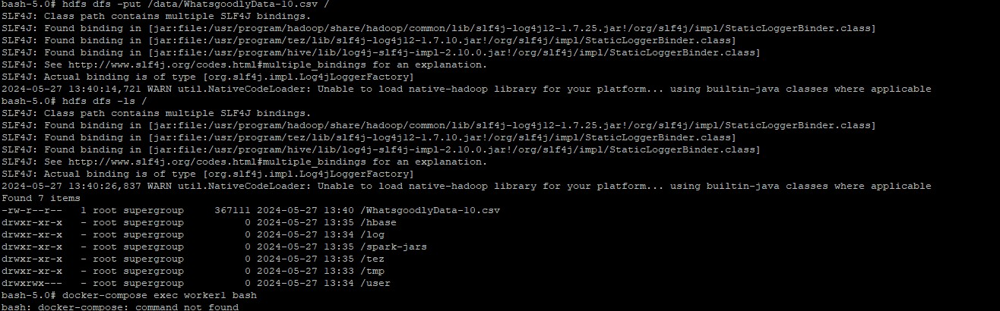 bash-5.0# hdfs dfs -put /data/WhatsgoodlyData-10.csv /
SLF4J: Class path contains multiple SLF4J bindings.
SLF4J: Found binding in [jar:file:/usr/program/hadoop/share/hadoop/common/lib/slf4j-log4j12-1.7.25.jar!/org/slf4j/impl/StaticLoggerBinder.class]
SLF4J: Found binding in [jar:file:/usr/program/tez/lib/slf4j-log4j12-1.7.10.jar!/org/slf4j/impl/StaticLoggerBinder.class]
SLF4J: Found binding in [jar:file:/usr/program/hive/lib/log4j-slf4j-impl-2.10.0.jar!/org/slf4j/impl/StaticLoggerBinder.class]
SLF4J: See http://www.slf4j.org/codes.html#multiple_bindings for an explanation.
SLF4J: Actual binding is of type [org.slf4j.impl.Log4jLoggerFactory]
2024-05-27 13:40:14,721 WARN util.NativeCodeLoader: Unable to load native-hadoop library for your platform... using builtin-java classes where applicable
bash-5.0# hdfs dfs -ls /
SLF4J: Class path contains multiple SLF4J bindings.
SLF4J: Found binding in [jar:file:/usr/program/hadoop/share/hadoop/common/lib/slf4j-log4j12-1.7.25.jar!/org/slf4j/impl/StaticLoggerBinder.class]
SLF4J: Found binding in [jar:file:/usr/program/tez/lib/slf4j-log4j12-1.7.10.jar!/org/slf4j/impl/StaticLoggerBinder.class]
SLF4J: Found binding in [jar:file:/usr/program/hive/lib/log4j-slf4j-impl-2.10.0.jar!/org/slf4j/impl/StaticLoggerBinder.class]
SLF4J: See http://www.slf4j.org/codes.html#multiple_bindings for an explanation.
SLF4J: Actual binding is of type [org.slf4j.impl.Log4jLoggerFactory]
2024-05-27 13:40:26,837 WARN util.NativeCodeLoader: Unable to load native-hadoop library for your platform... using builtin-java classes where applicable
Found 7 items
-rw-r--r--   1 root supergroup     367111 2024-05-27 13:40 /WhatsgoodlyData-10.csv
drwxr-xr-x   - root supergroup          0 2024-05-27 13:35 /hbase
drwxr-xr-x   - root supergroup          0 2024-05-27 13:34 /log
drwxr-xr-x   - root supergroup          0 2024-05-27 13:35 /spark-jars
drwxr-xr-x   - root supergroup          0 2024-05-27 13:35 /tez
drwxr-xr-x   - root supergroup          0 2024-05-27 13:33 /tmp
drwxrwx---   - root supergroup          0 2024-05-27 13:34 /user
bash-5.0# docker-compose exec worker1 bash
bash: docker-compose: command not found